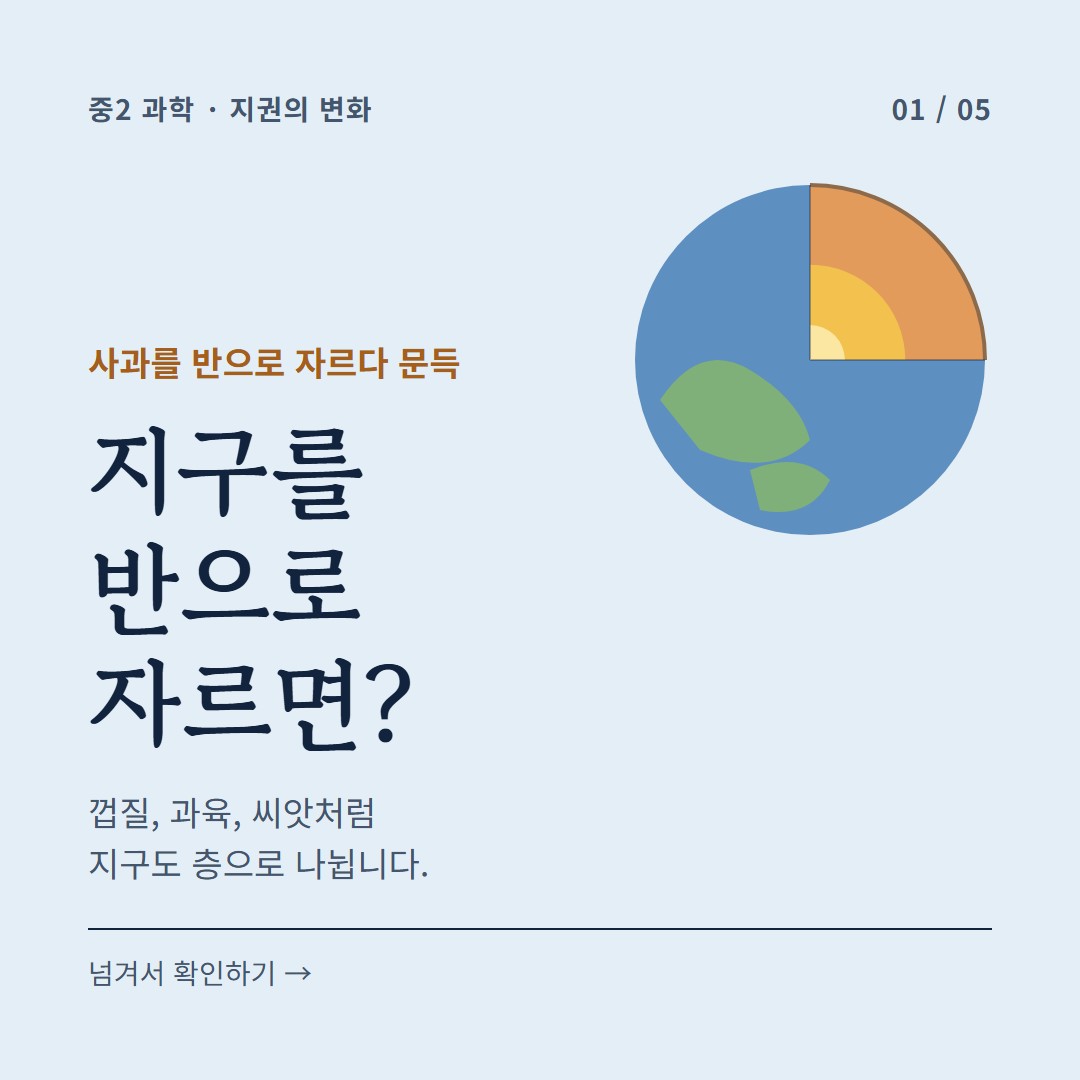 중2 과학 · 지권의 변화
01 / 05
사과를 반으로 자르다 문득
지구를
반으로
자르면?
껍질, 과육, 씨앗처럼
지구도 층으로 나뉩니다.
넘겨서 확인하기 →